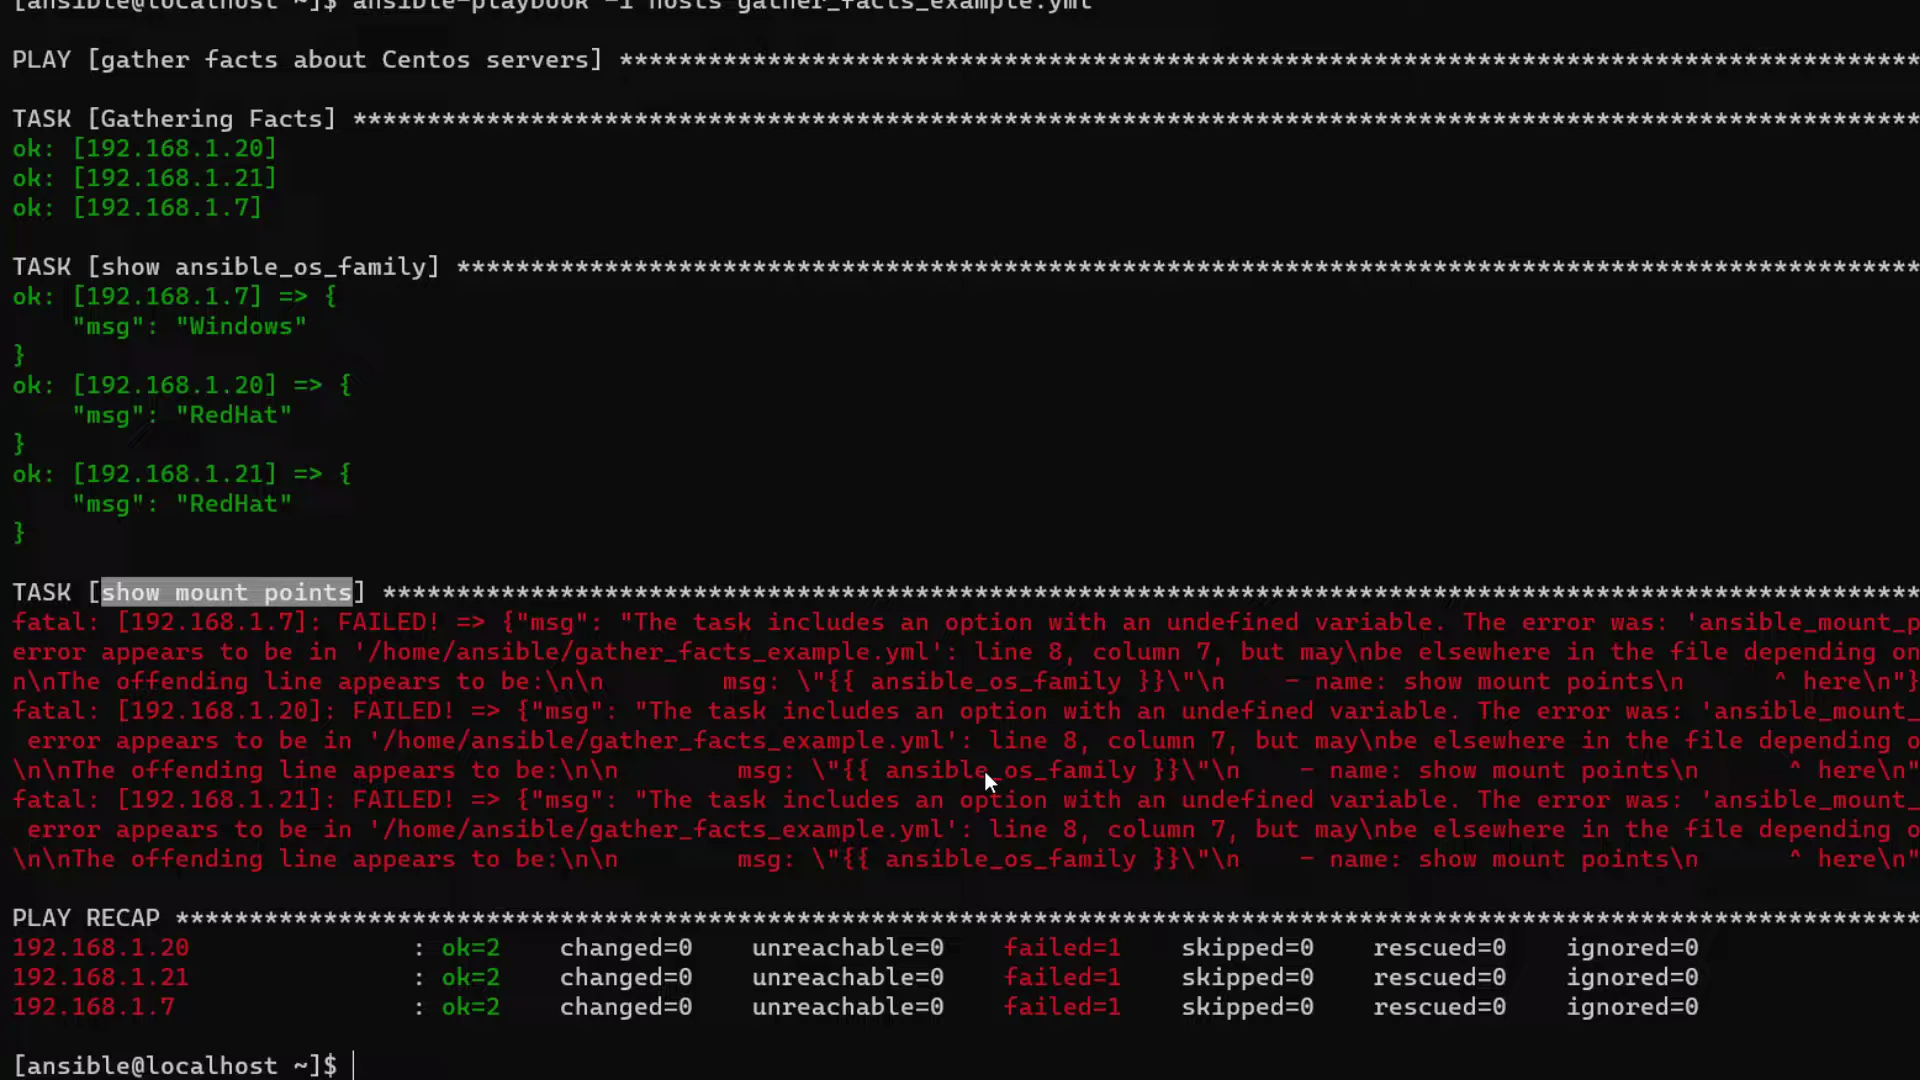 [ansible@localhost ~]$ ansible-playbook -i hosts gather_facts_example.yml
PLAY [gather facts about Centos servers] ****************************************************************************************
TASK [Gathering Facts] **********************************************************************************************************
ok: [192.168.1.20]
ok: [192.168.1.21]
ok: [192.168.1.7]
TASK [show ansible_os_family] ***************************************************************************************************
ok: [192.168.1.7] => {
    "msg": "Windows"
}
ok: [192.168.1.20] => {
    "msg": "RedHat"
}
ok: [192.168.1.21] => {
    "msg": "RedHat"
}
TASK [show mount points] ********************************************************************************************************
fatal: [192.168.1.7]: FAILED! => {"msg": "The task includes an option with an undefined variable. The error was: 'ansible_mount_p
error appears to be in '/home/ansible/gather_facts_example.yml': line 8, column 7, but may\nbe elsewhere in the file depending on
n\n\nThe offending line appears to be:\n\n        msg: \"{{ ansible_os_family }}\"\n    - name: show mount points\n      ^ here\n"}
fatal: [192.168.1.20]: FAILED! => {"msg": "The task includes an option with an undefined variable. The error was: 'ansible_mount_
 error appears to be in '/home/ansible/gather_facts_example.yml': line 8, column 7, but may\nbe elsewhere in the file depending o
\n\nThe offending line appears to be:\n\n        msg: \"{{ ansible_os_family }}\"\n    - name: show mount points\n      ^ here\n"
fatal: [192.168.1.21]: FAILED! => {"msg": "The task includes an option with an undefined variable. The error was: 'ansible_mount_
 error appears to be in '/home/ansible/gather_facts_example.yml': line 8, column 7, but may\nbe elsewhere in the file depending o
\n\nThe offending line appears to be:\n\n        msg: \"{{ ansible_os_family }}\"\n    - name: show mount points\n      ^ here\n"
PLAY RECAP **********************************************************************************************************************
192.168.1.20               : ok=2    changed=0    unreachable=0    failed=1    skipped=0    rescued=0    ignored=0
192.168.1.21               : ok=2    changed=0    unreachable=0    failed=1    skipped=0    rescued=0    ignored=0
192.168.1.7                : ok=2    changed=0    unreachable=0    failed=1    skipped=0    rescued=0    ignored=0
[ansible@localhost ~]$